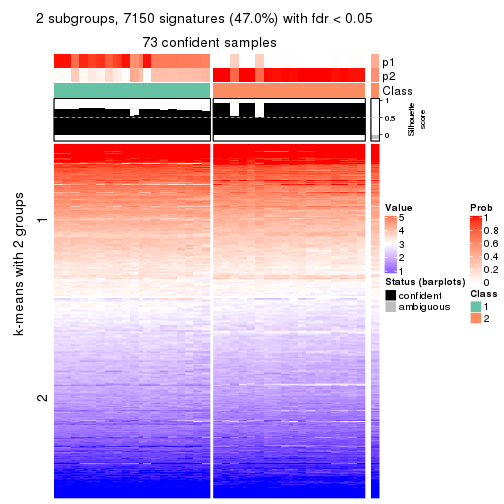 2 subgroups, 7150 signatures (47.0%) with fdr < 0.05
73 confident samples
p1
p2
Class
1
0.5
0
Silhouette
score
k-means with 2 groups
1
2
Value
5
4
3
2
1
Status (barplots)
confident
ambiguous
Prob
1
0.8
0.6
0.4
0.2
0
Class
1
2